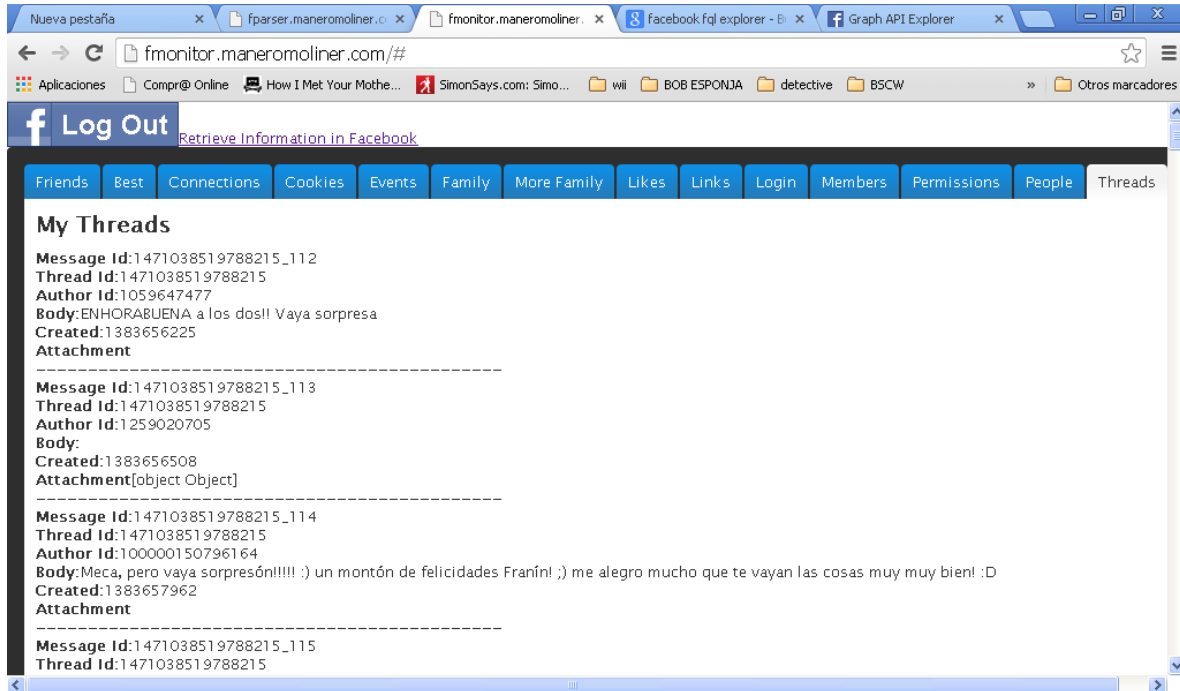 Nueva pestaña
fparser.maneromoliner.c
fmonitor.maneromoliner.
facebook fql explorer - B
Graph API Explorer
fmonitor.maneromoliner.com/#
Aplicaciones
Compr@ Online
How I Met Your Mothe...
SimonSays.com: Simo...
wii
BOB ESPONJA
detective
BSCW
»
Otros marcadores
f Log Out
Retrieve Information in Facebook
Friends
Best
Connections
Cookies
Events
Family
More Family
Likes
Links
Login
Members
Permissions
People
Threads
My Threads
Message Id:1471038519788215_112
Thread Id:1471038519788215
Author Id:1059647477
Body:ENHORABUENA a los dos!! Vaya sorpresa
Created:1383656225
Attachment
------------------------------------------------
Message Id:1471038519788215_113
Thread Id:1471038519788215
Author Id:1259020705
Body:
Created:1383656508
Attachment[object Object]
------------------------------------------------
Message Id:1471038519788215_114
Thread Id:1471038519788215
Author Id:100000150796164
Body:Meca, pero vaya sorpresón!!!!! :) un montón de felicidades Franín! ;) me alegro mucho que te vayan las cosas muy muy bien! :D
Created:1383657962
Attachment
------------------------------------------------
Message Id:1471038519788215_115
Thread Id:1471038519788215